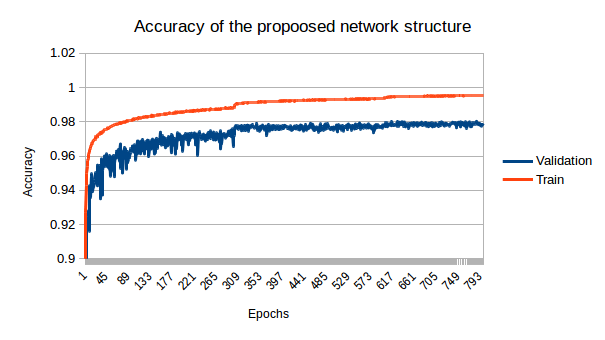 Accuracy of the propoosed network structure
1.02
1
0.98
0.96
0.94
0.92
0.9
Accuracy
1 45 89 133 177 221 265 309 353 397 441 485 529 573 617 661 705 749 793
Epochs
Validation
Train